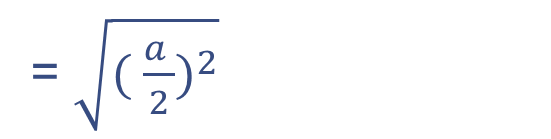 = √(a/2)²